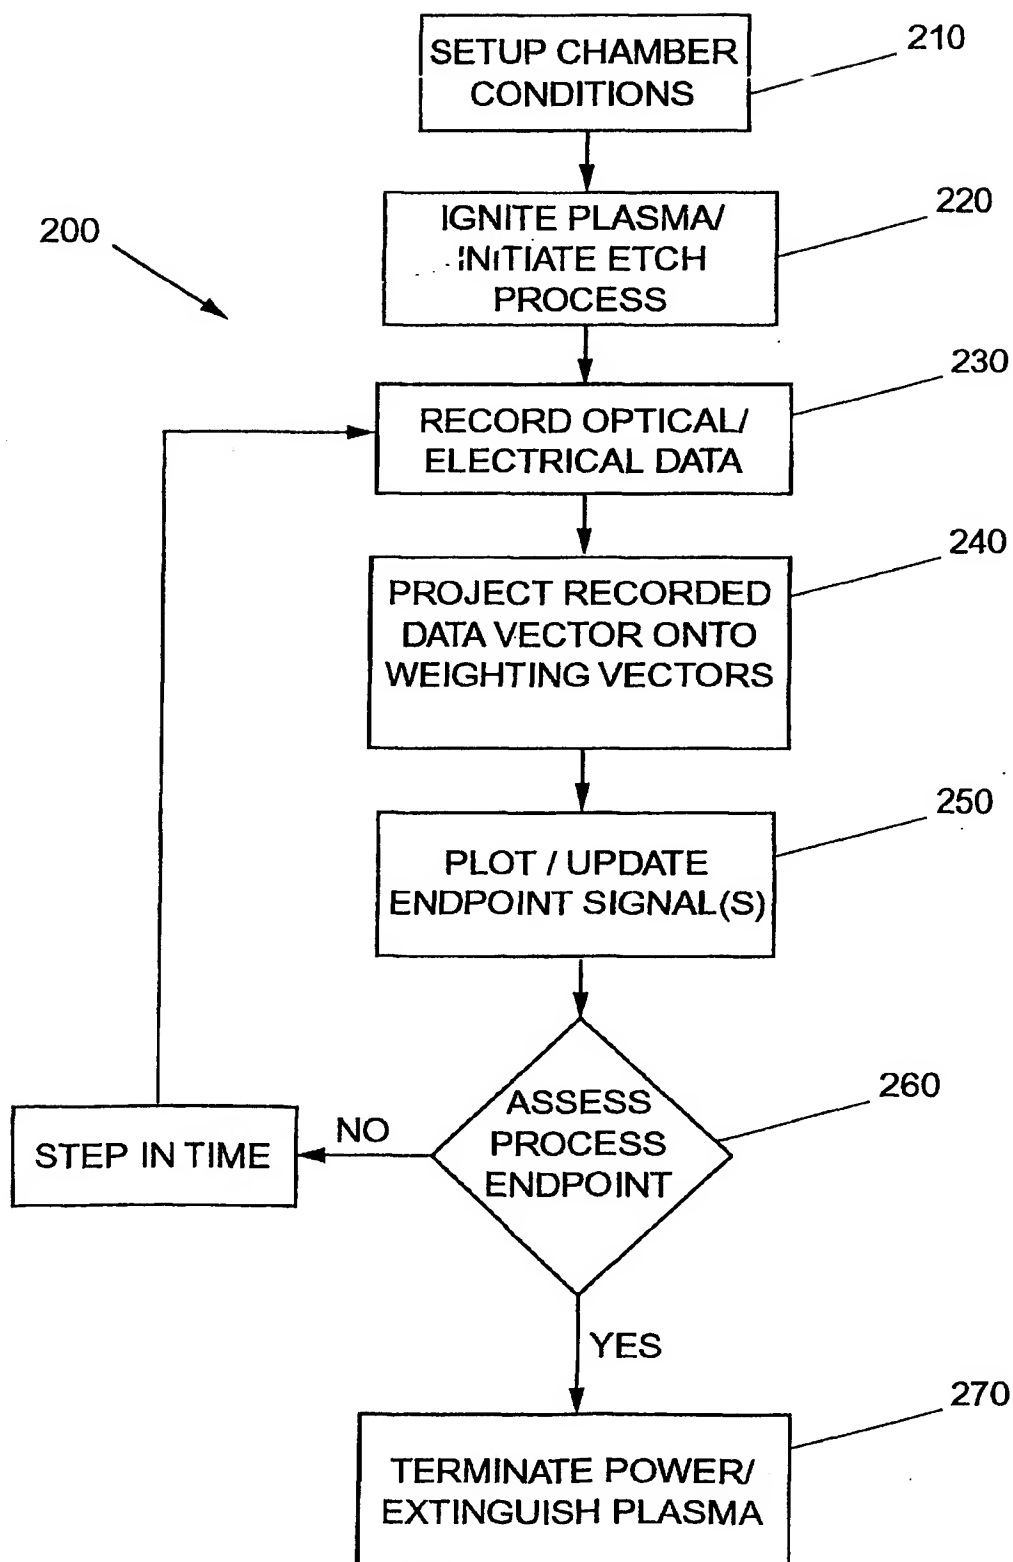 SETUP CHAMBER
CONDITIONS
210
IGNITE PLASMA/
INITIATE ETCH
PROCESS
220
200
RECORD OPTICAL/
ELECTRICAL DATA
230
PROJECT RECORDED
DATA VECTOR ONTO
WEIGHTING VECTORS
240
PLOT / UPDATE
ENDPOINT SIGNAL(S)
250
ASSESS
PROCESS
ENDPOINT
260
NO
STEP IN TIME
YES
TERMINATE POWER/
EXTINGUISH PLASMA
270